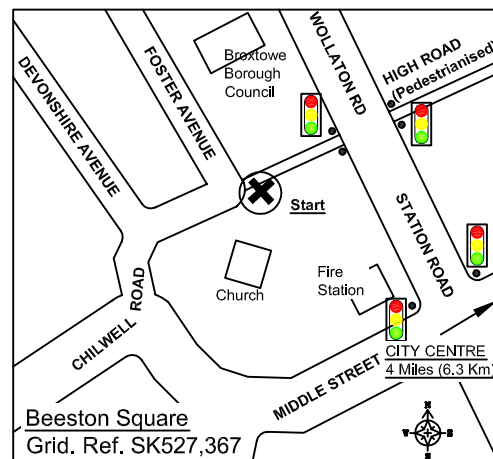 DEVONSHIRE AVENUE
FOSTER AVENUE
Broxtowe
Borough
Council
WOLLATON RD
HIGH ROAD
(Pedestrianised)
Start
STATION ROAD
Church
Fire
Station
CHILWELL ROAD
MIDDLE STREET
CITY CENTRE
4 Miles (6.3 Km)
Beeston Square
Grid. Ref. SK527,367
N
E
S